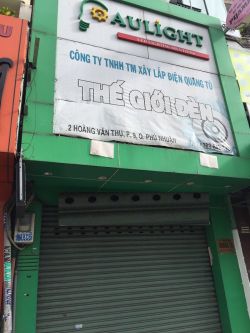 AULIGHT
CÔNG TY TNHH TM XÂY LẮP ĐIỆN QUANG TÚ
THẾ GIỚI ĐÈN
2 HOÀNG VĂN THỤ, P. 9, Q. PHÚ NHUẬN